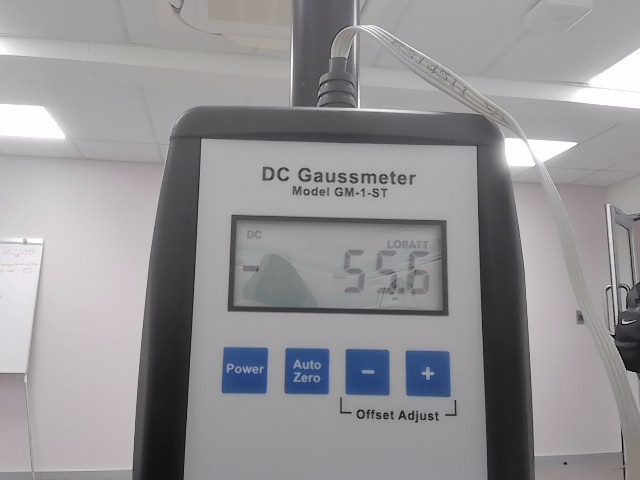 DC Gaussmeter
Model GM-1-ST
DC
LOBATT
-55.6
Power
Auto
Zero
-
+
Offset Adjust